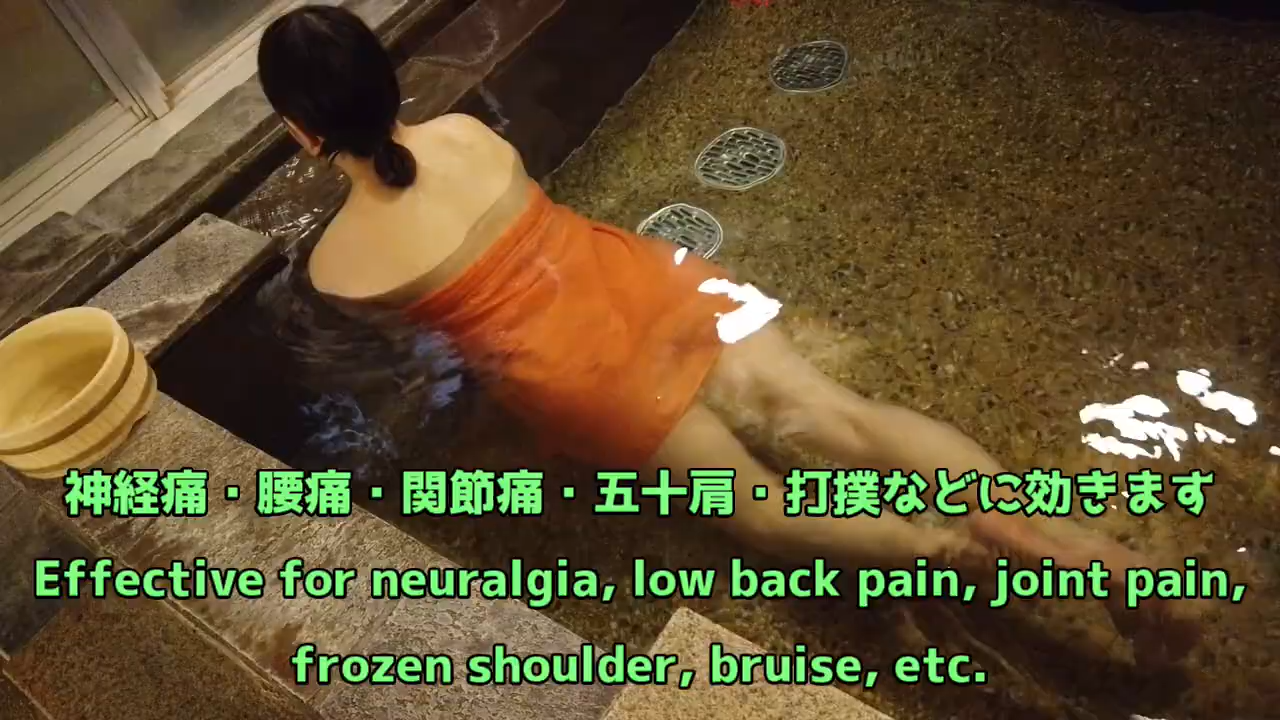 神経痛・腰痛・関節痛・五十肩・打撲などに効きます
Effective for neuralgia, low back pain, joint pain,
frozen shoulder, bruise, etc.